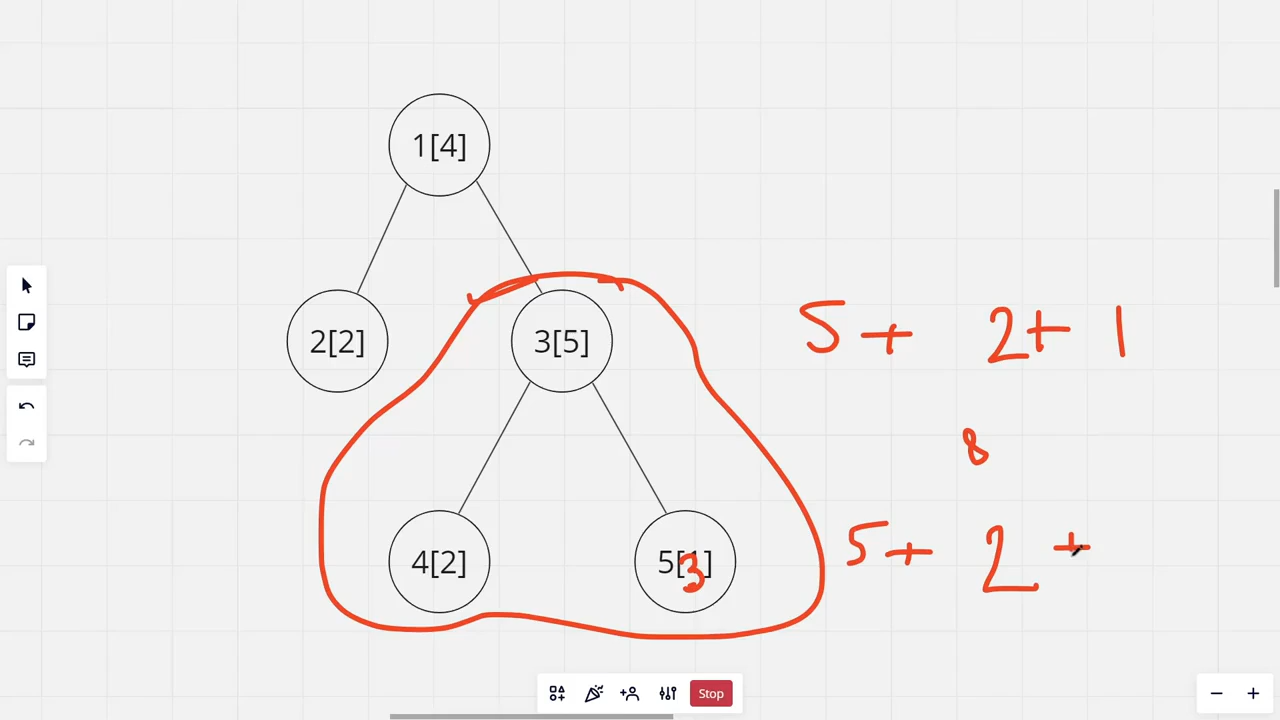 1[4]
2[2]
3[5]
5 + 2 + 1
8
4[2]
5[1]
3
5 + 2 +
Stop